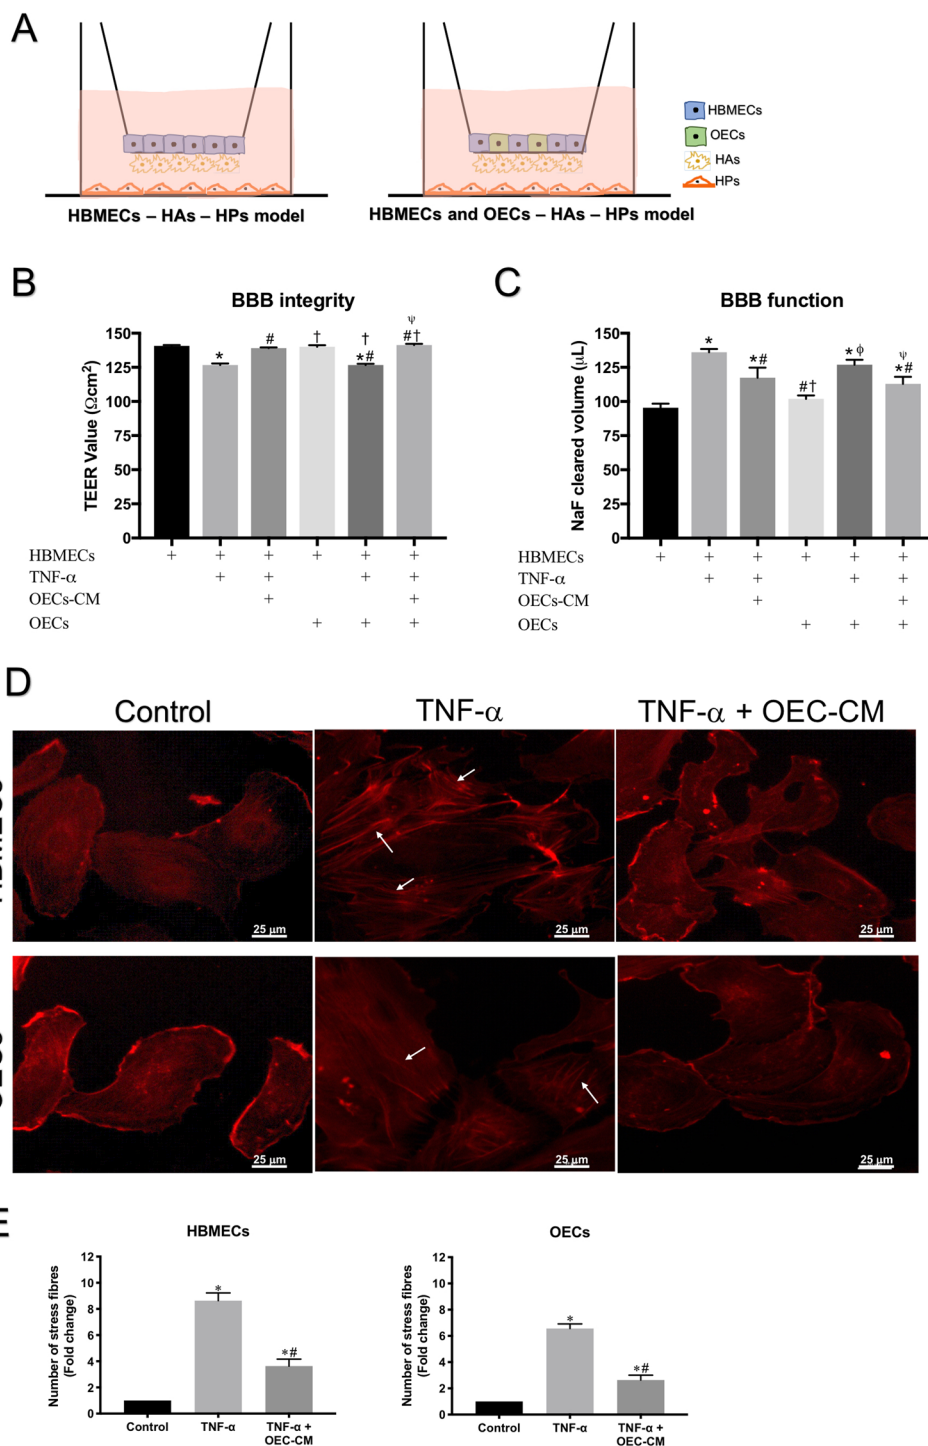 A
HBMECs
OECs
HAs
HPs
HBMECs – HAs – HPs model
HBMECs and OECs – HAs – HPs model
B
BBB integrity
TEER Value (Ωcm2)
150
125
100
75
50
25
0
*
#
†
†
*#
ψ
#†
HBMECs + + + + + +
TNF-α + + + +
OECs-CM + +
OECs + + +
C
BBB function
NaF cleared volume (µL)
150
125
100
75
50
25
0
*
*#
#†
*ϕ
ψ
*#
HBMECs + + + + + +
TNF-α + + + +
OECs-CM + +
OECs + + +
D
Control
TNF-α
TNF-α + OEC-CM
25 µm
25 µm
25 µm
25 µm
25 µm
25 µm
E
HBMECs
Number of stress fibres
(Fold change)
12
10
8
6
4
2
0
*
*#
Control
TNF-α
TNF-α +
OEC-CM
OECs
Number of stress fibres
(Fold change)
12
10
8
6
4
2
0
*
*#
Control
TNF-α
TNF-α +
OEC-CM